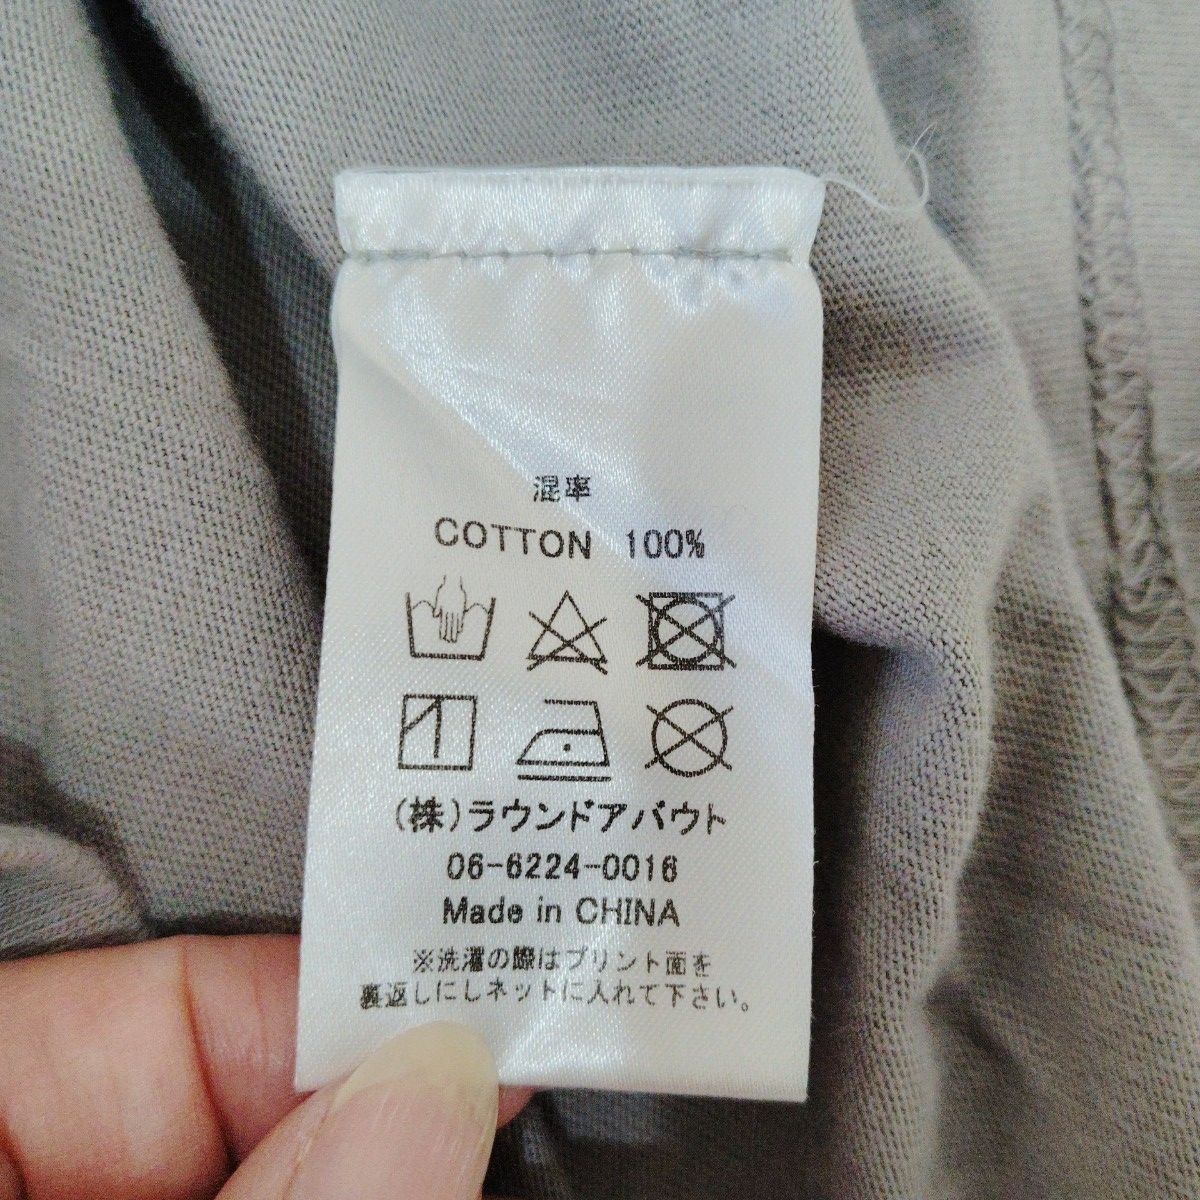 混率
COTTON 100%
(株)ラウンドアバウト
06-6224-0016
Made in CHINA
※洗濯の際はプリント面を
裏返しにしネットに入れて下さい。